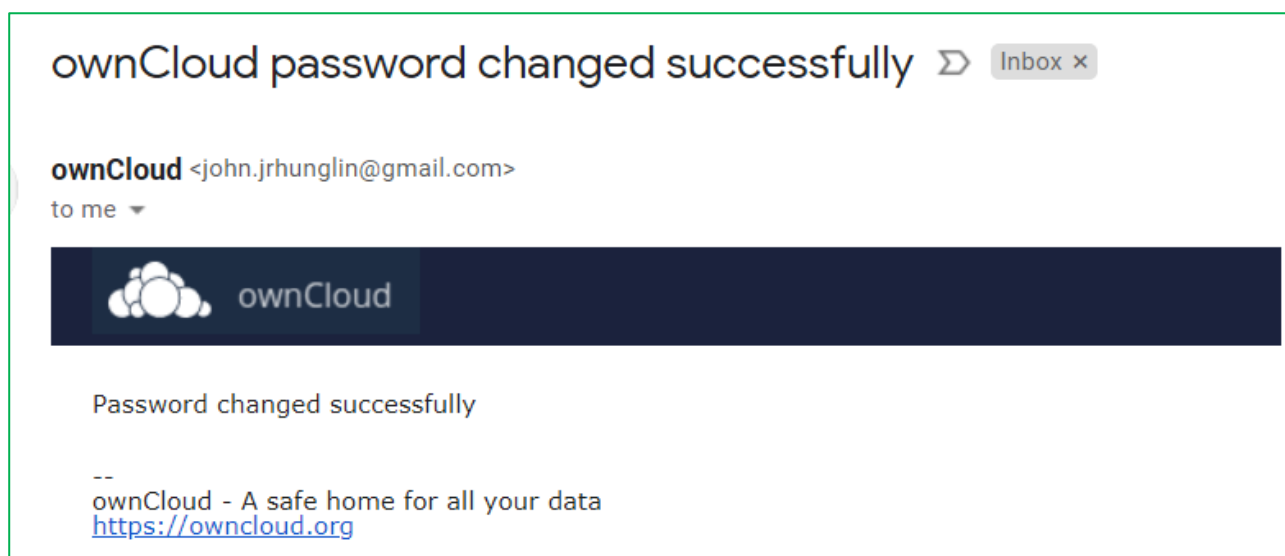 ownCloud password changed successfully Inbox ×
ownCloud <john.jrhunglin@gmail.com>
to me
ownCloud
Password changed successfully
--
ownCloud - A safe home for all your data
https://owncloud.org